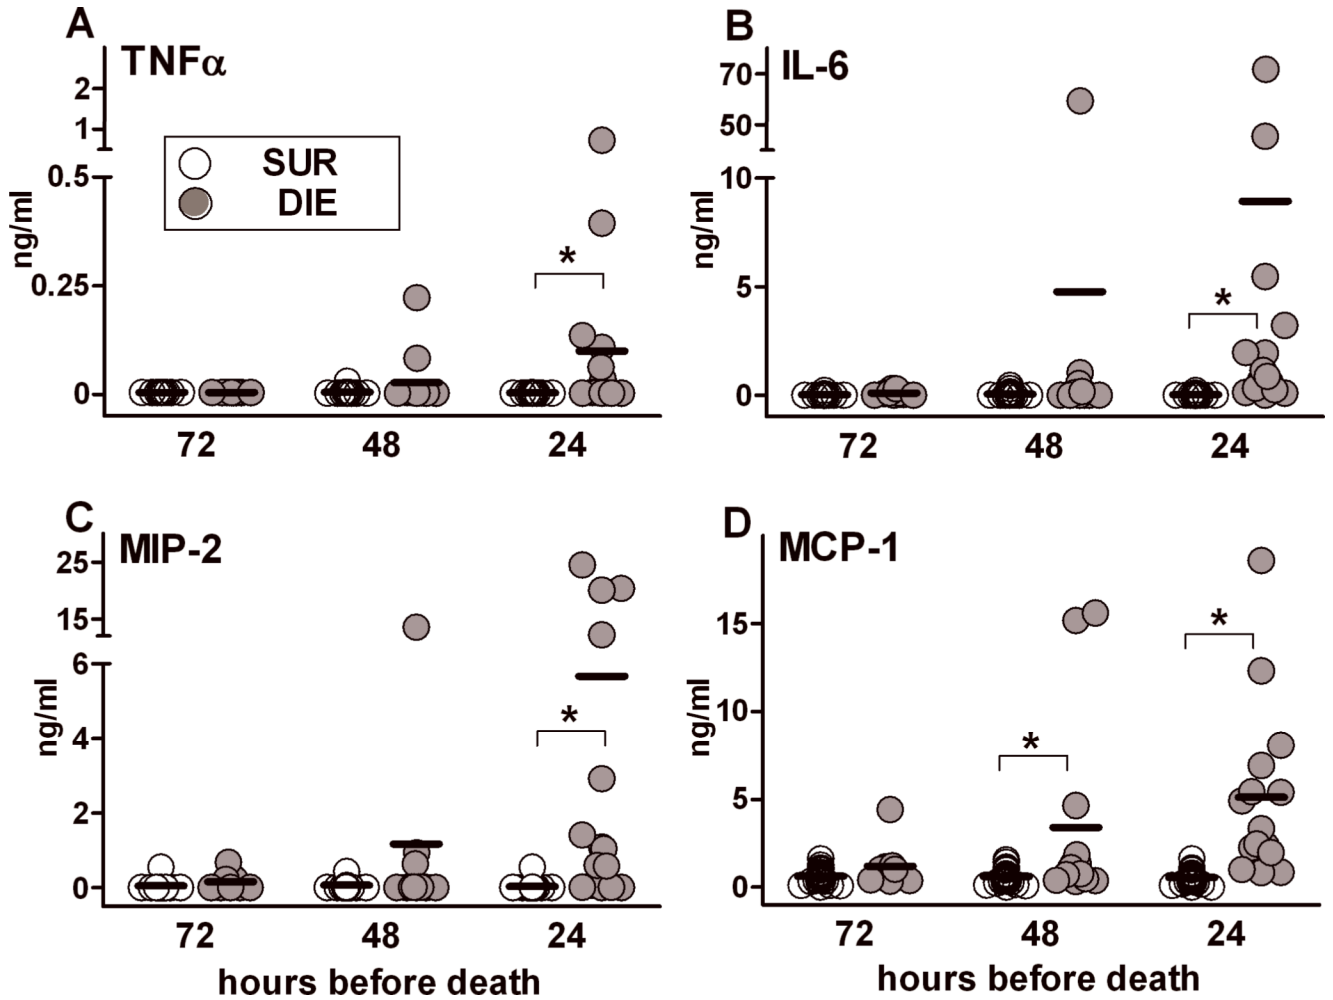 A
TNFα
2
1
0.5
0.25
0
ng/ml
SUR
DIE
*
72
48
24
B
IL-6
70
50
10
5
0
ng/ml
*
72
48
24
C
MIP-2
25
15
6
4
2
0
ng/ml
*
72
48
24
hours before death
D
MCP-1
15
10
5
0
ng/ml
*
*
72
48
24
hours before death